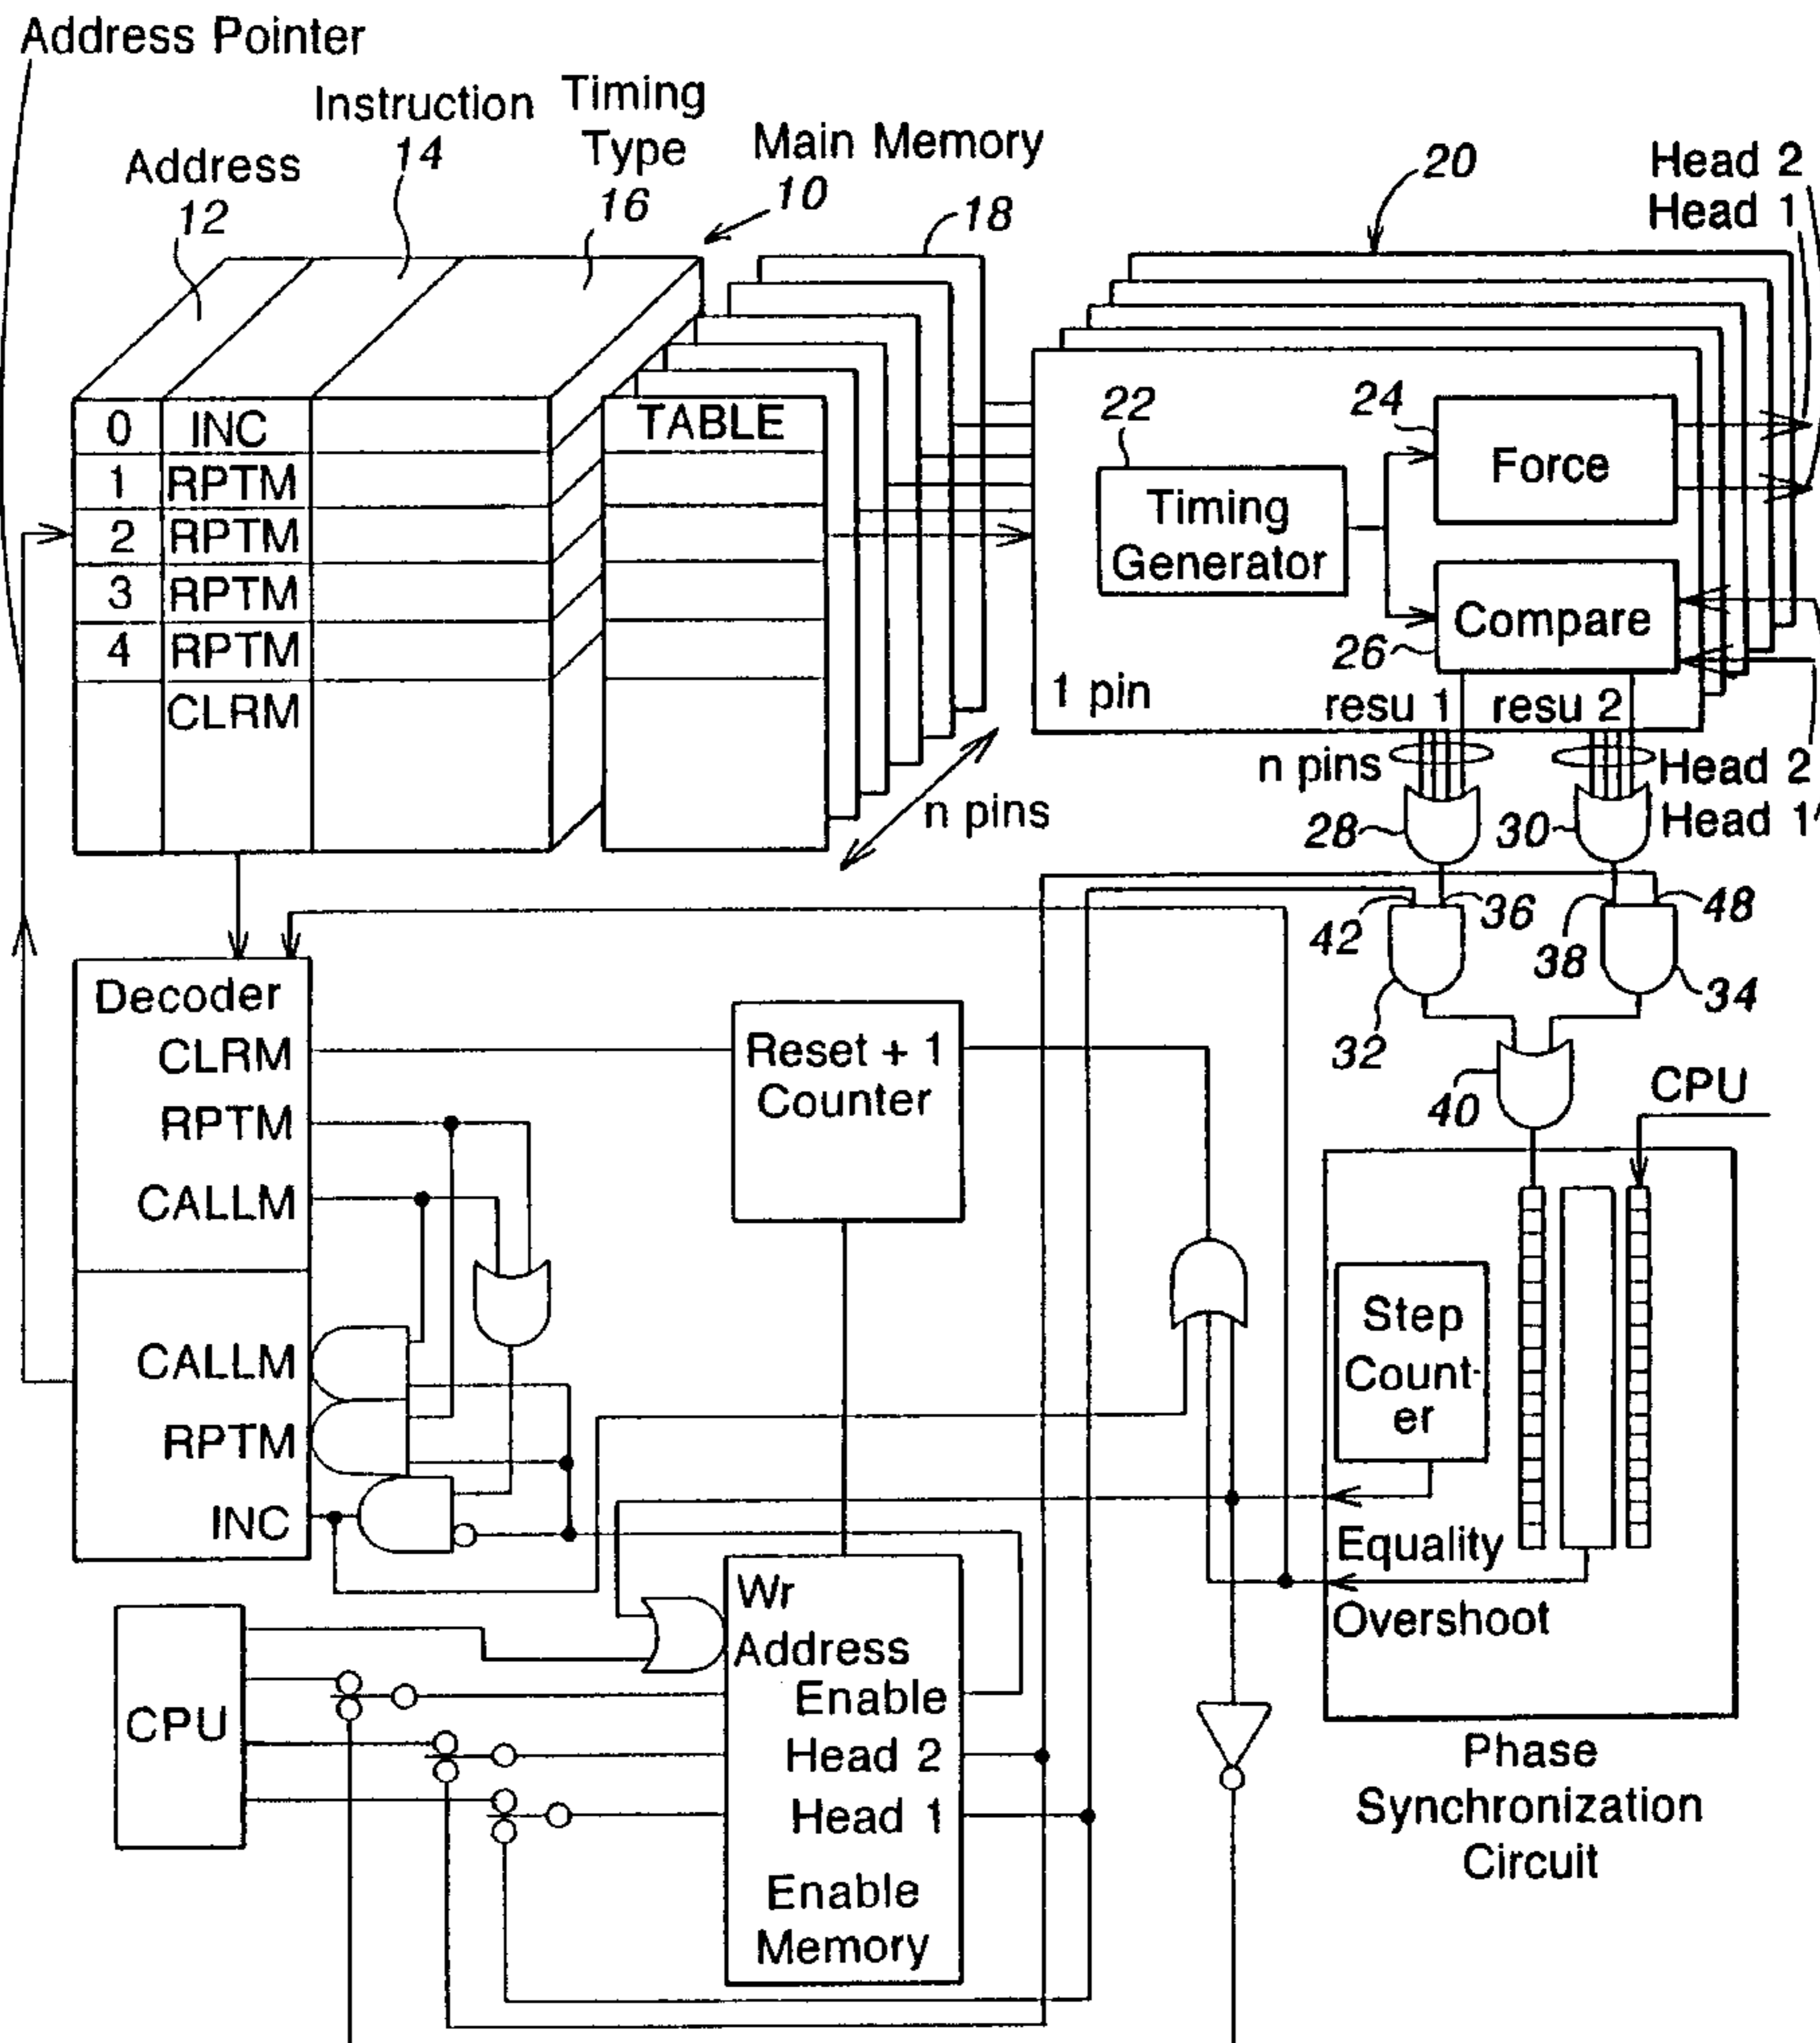 Address Pointer
Address
12
Instruction
14
Timing
Type
16
Main Memory
10
18
20
Head 2
Head 1
0 INC
1 RPTM
2 RPTM
3 RPTM
4 RPTM
CLRM
TABLE
n pins
22
Timing
Generator
24
Force
26
Compare
1 pin
resu 1
resu 2
n pins
Head 2
Head 1
28
30
42
36
38
48
32
34
40
CPU
Decoder
CLRM
RPTM
CALLM
CALLM
RPTM
INC
Reset + 1
Counter
Step
Count-
er
Equality
Overshoot
Phase
Synchronization
Circuit
CPU
Wr
Address
Enable
Head 2
Head 1
Enable
Memory